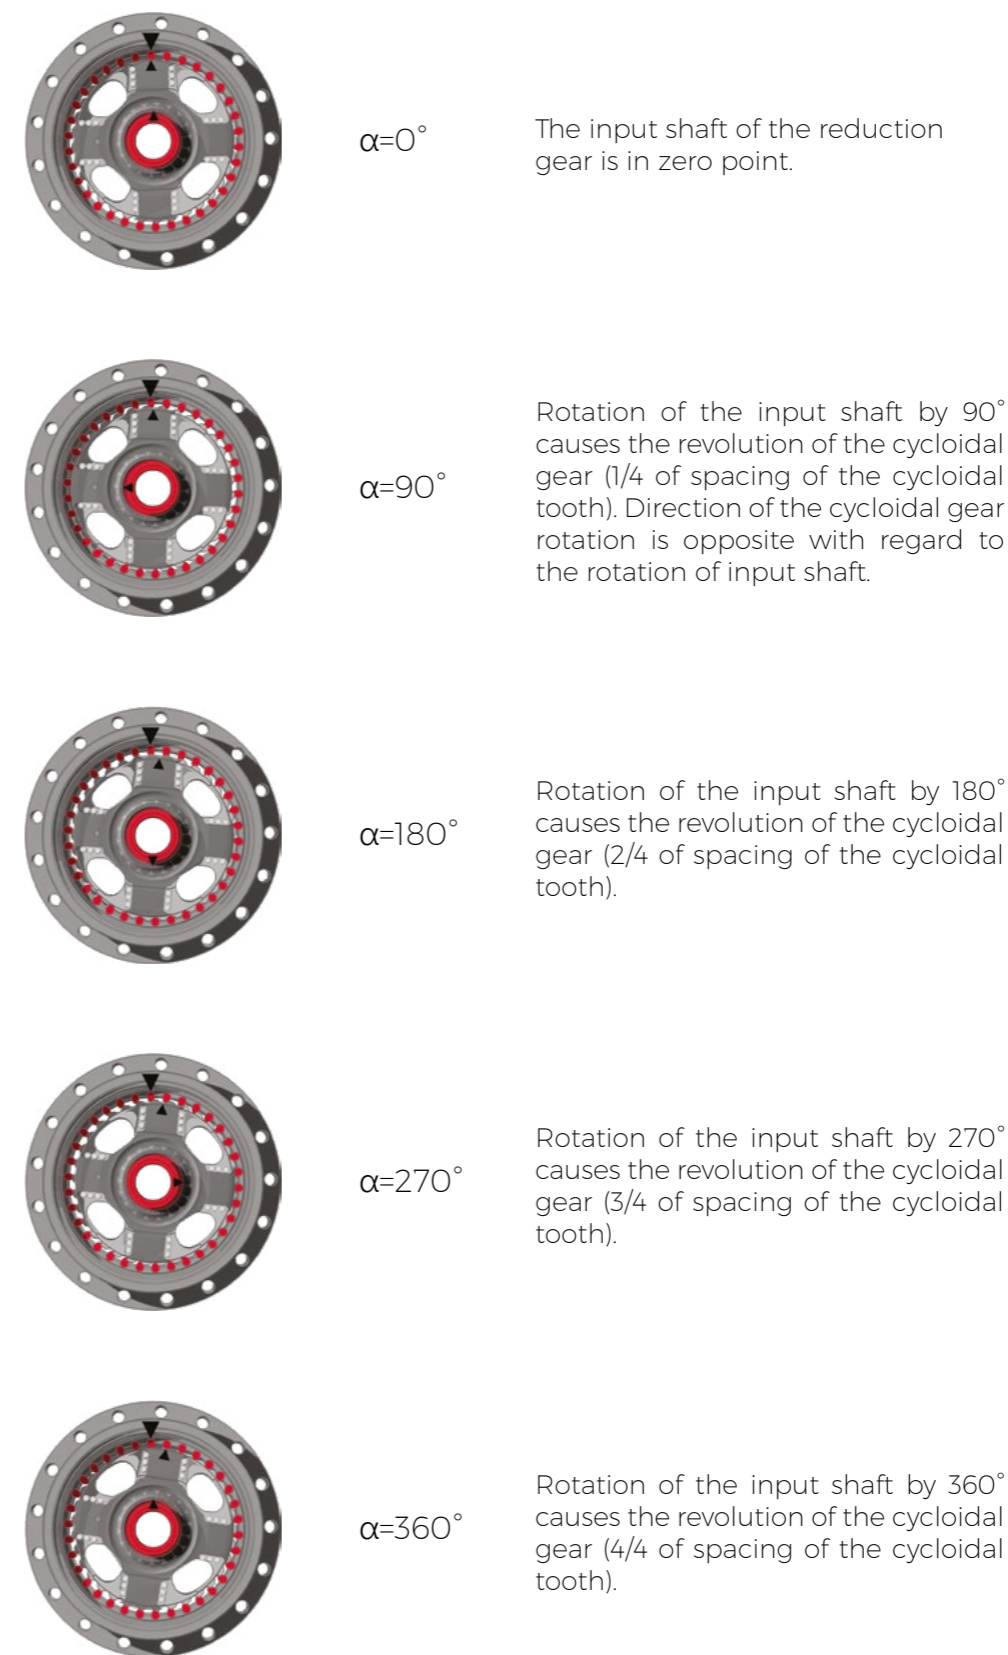 α=0°
The input shaft of the reduction
gear is in zero point.
α=90°
Rotation of the input shaft by 90°
causes the revolution of the cycloidal
gear (1/4 of spacing of the cycloidal
tooth). Direction of the cycloidal gear
rotation is opposite with regard to
the rotation of input shaft.
α=180°
Rotation of the input shaft by 180°
causes the revolution of the cycloidal
gear (2/4 of spacing of the cycloidal
tooth).
α=270°
Rotation of the input shaft by 270°
causes the revolution of the cycloidal
gear (3/4 of spacing of the cycloidal
tooth).
α=360°
Rotation of the input shaft by 360°
causes the revolution of the cycloidal
gear (4/4 of spacing of the cycloidal
tooth).